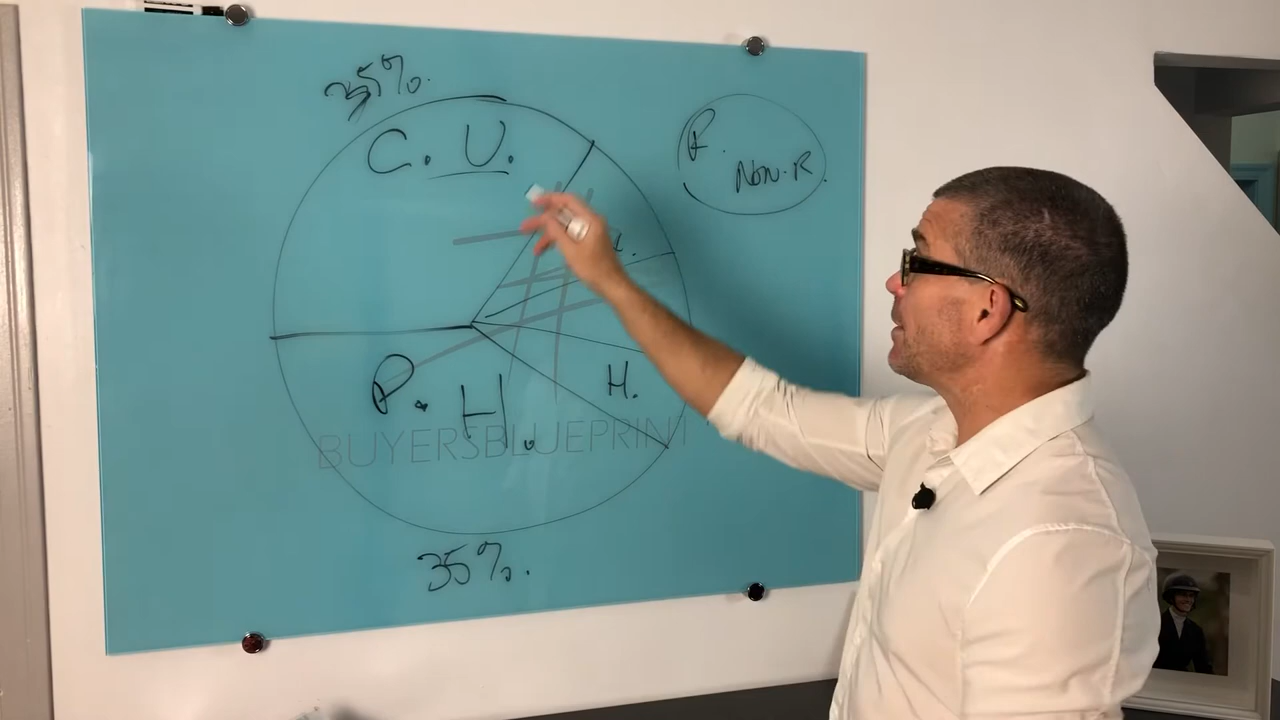 35%.
C. U.
R.
Non-R.
P. H.
H.
BUYERSBLUEPRINT
35%.